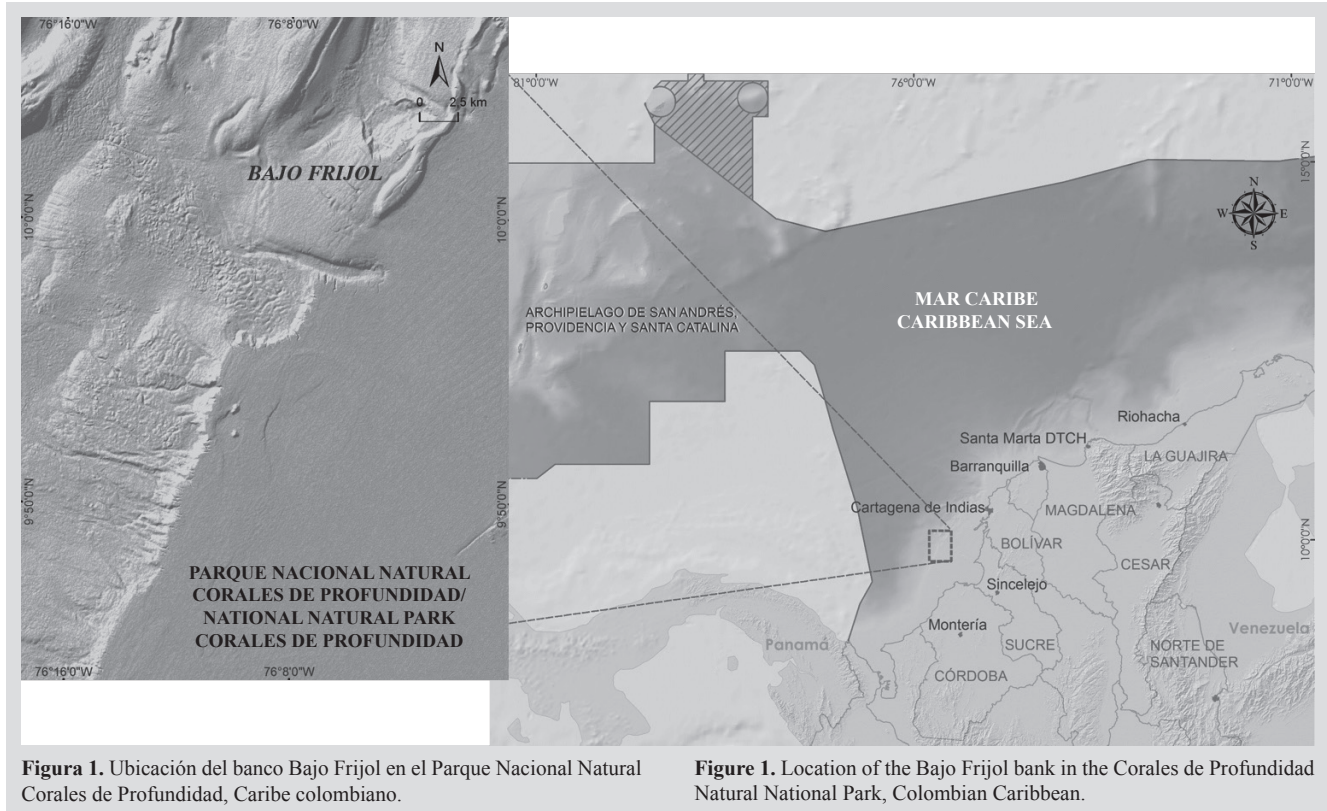 76°16'0"W
76°8'0"W
N
0 2,5 km
BAJO FRIJOL
10°0'0"N
10°0'0"N
9°50'0"N
9°50'0"N
PARQUE NACIONAL NATURAL
CORALES DE PROFUNDIDAD/
NATIONAL NATURAL PARK
CORALES DE PROFUNDIDAD
76°16'0"W
76°8'0"W
81°0'0"W
76°0'0"W
71°0'0"W
15°0'0"N
N
W
E
S
ARCHIPIELAGO DE SAN ANDRÉS,
PROVIDENCIA Y SANTA CATALINA
MAR CARIBE
CARIBBEAN SEA
Riohacha
Santa Marta DTCH
LA GUAJIRA
Barranquilla
Cartagena de Indias
MAGDALENA
10°0'0"N
BOLÍVAR
CESAR
Sincelejo
Montería
SUCRE
Venezuela
Panamá
NORTE DE
SANTANDER
CÓRDOBA
Figura 1. Ubicación del banco Bajo Frijol en el Parque Nacional Natural
Corales de Profundidad, Caribe colombiano.
Figure 1. Location of the Bajo Frijol bank in the Corales de Profundidad
Natural National Park, Colombian Caribbean.